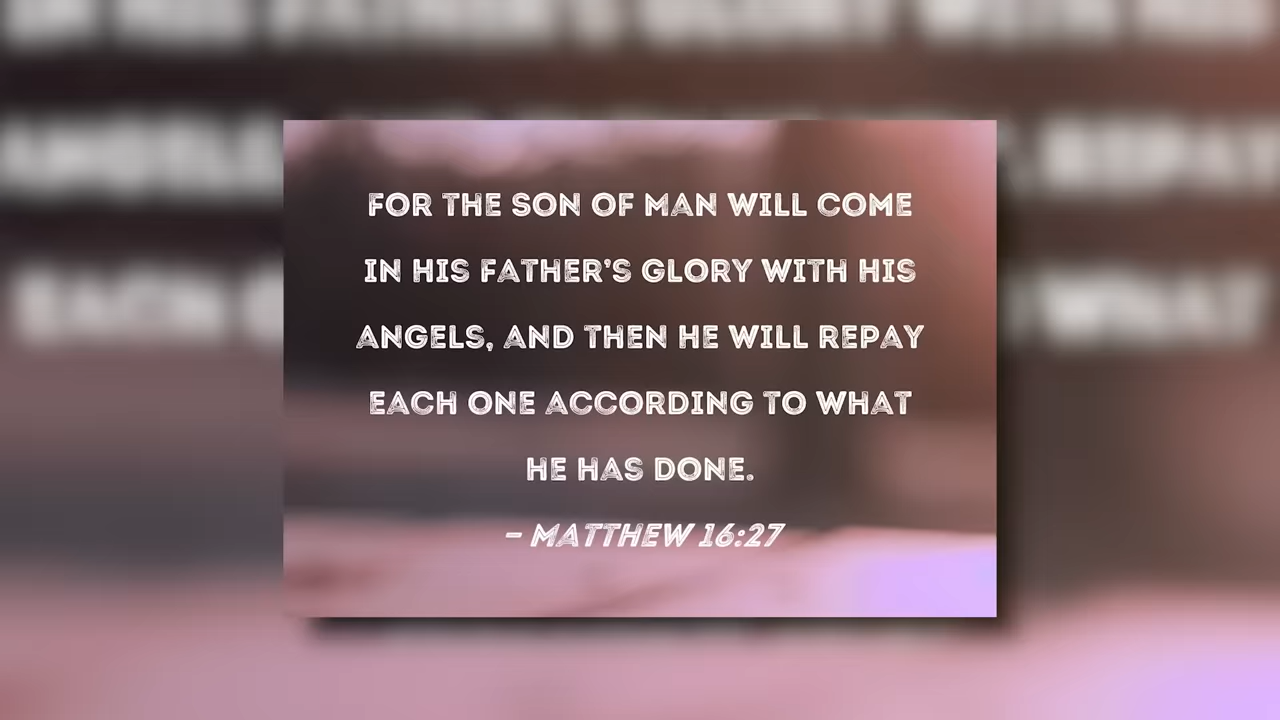 FOR THE SON OF MAN WILL COME
IN HIS FATHER'S GLORY WITH HIS
ANGELS, AND THEN HE WILL REPAY
EACH ONE ACCORDING TO WHAT
HE HAS DONE.
– MATTHEW 16:27